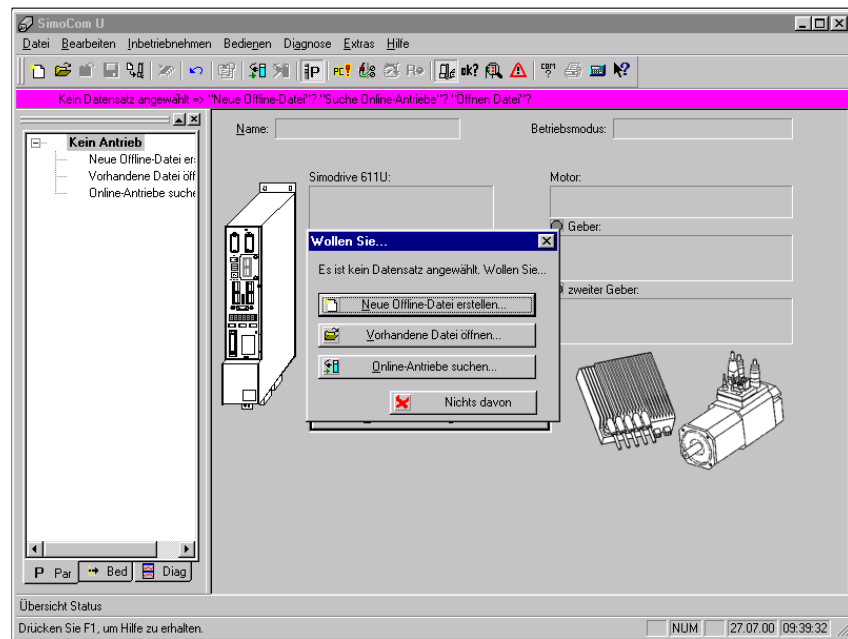 SimoCom U
Datei Bearbeiten Inbetriebnehmen Bedienen Diagnose Extras Hilfe
Kein Datensatz angewählt => "Neue Offline-Datei"? "Suche Online-Antriebe"? "Öffnen Datei"?
Kein Antrieb
Neue Offline-Datei er
Vorhandene Datei öff
Online-Antriebe suche
Name:
Betriebsmodus:
Simodrive 611U:
Motor:
Geber:
zweiter Geber:
Wollen Sie...
Es ist kein Datensatz angewählt. Wollen Sie...
Neue Offline-Datei erstellen...
Vorhandene Datei öffnen...
Online-Antriebe suchen...
Nichts davon
P Par Bed Diag
Übersicht Status
Drücken Sie F1, um Hilfe zu erhalten.
NUM 27.07.00 09:39:32